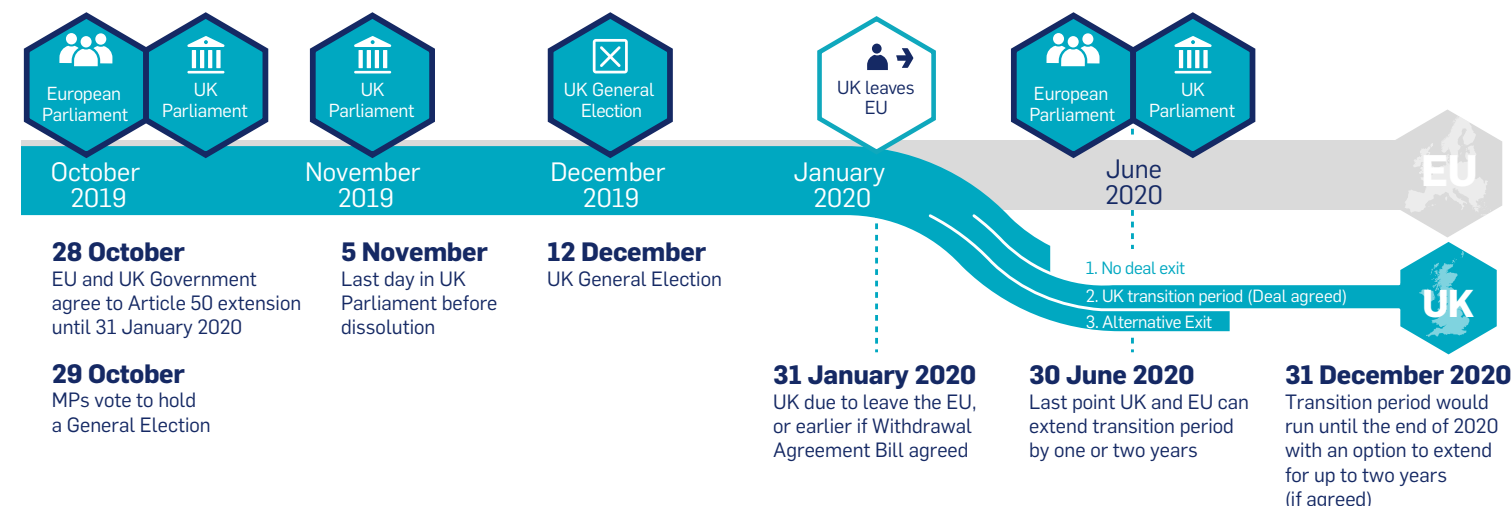 European
Parliament
UK
Parliament
UK
Parliament
UK General
Election
UK leaves
EU
European
Parliament
UK
Parliament
October
2019
November
2019
December
2019
January
2020
June
2020
EU
28 October
EU and UK Government
agree to Article 50 extension
until 31 January 2020
29 October
MPs vote to hold
a General Election
5 November
Last day in UK
Parliament before
dissolution
12 December
UK General Election
1. No deal exit
2. UK transition period (Deal agreed)
3. Alternative Exit
UK
31 January 2020
UK due to leave the EU,
or earlier if Withdrawal
Agreement Bill agreed
30 June 2020
Last point UK and EU can
extend transition period
by one or two years
31 December 2020
Transition period would
run until the end of 2020
with an option to extend
for up to two years
(if agreed)